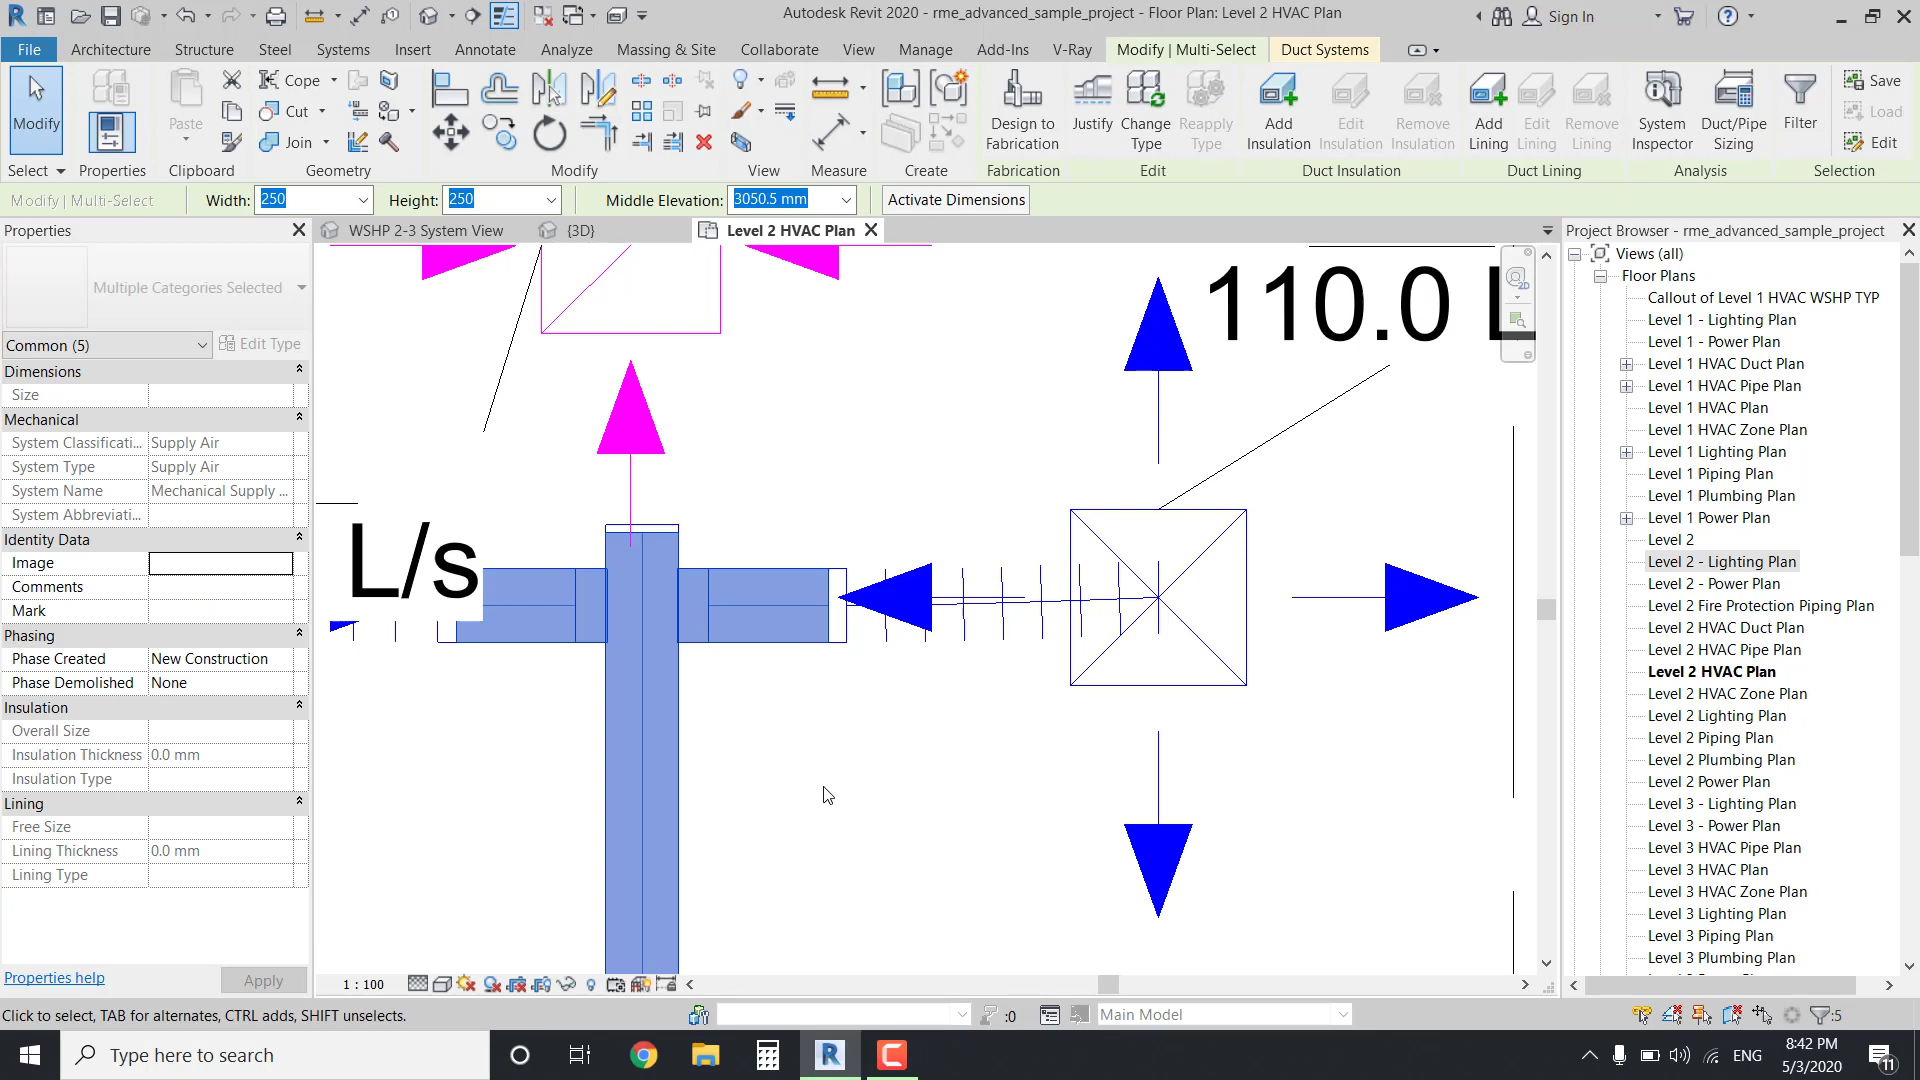 Autodesk Revit 2020 - rme_advanced_sample_project - Floor Plan: Level 2 HVAC Plan
Sign In
File Architecture Structure Steel Systems Insert Annotate Analyze Massing & Site Collaborate View Manage Add-Ins V-Ray Modify | Multi-Select Duct Systems
Modify
Paste
Cope
Cut
Join
Design to Fabrication
Justify
Change Type
Reapply Type
Add Insulation
Edit Insulation
Remove Insulation
Add Lining
Edit Lining
Remove Lining
System Inspector
Duct/Pipe Sizing
Filter
Save
Load
Edit
Select Properties Clipboard Geometry Modify View Measure Create Fabrication Edit Duct Insulation Duct Lining Analysis Selection
Modify | Multi-Select Width: 250 Height: 250 Middle Elevation: 3050.5 mm Activate Dimensions
Properties
WSHP 2-3 System View {3D} Level 2 HVAC Plan
Project Browser - rme_advanced_sample_project
Multiple Categories Selected
Common (5) Edit Type
Dimensions
Size
Mechanical
System Classificati... Supply Air
System Type Supply Air
System Name Mechanical Supply ...
System Abbreviati...
Identity Data
Image
Comments
Mark
Phasing
Phase Created New Construction
Phase Demolished None
Insulation
Overall Size
Insulation Thickness 0.0 mm
Insulation Type
Lining
Free Size
Lining Thickness 0.0 mm
Lining Type
Properties help Apply
110.0 L
L/s
2D
Views (all)
Floor Plans
Callout of Level 1 HVAC WSHP TYP
Level 1 - Lighting Plan
Level 1 - Power Plan
Level 1 HVAC Duct Plan
Level 1 HVAC Pipe Plan
Level 1 HVAC Plan
Level 1 HVAC Zone Plan
Level 1 Lighting Plan
Level 1 Piping Plan
Level 1 Plumbing Plan
Level 1 Power Plan
Level 2
Level 2 - Lighting Plan
Level 2 - Power Plan
Level 2 Fire Protection Piping Plan
Level 2 HVAC Duct Plan
Level 2 HVAC Pipe Plan
Level 2 HVAC Plan
Level 2 HVAC Zone Plan
Level 2 Lighting Plan
Level 2 Piping Plan
Level 2 Plumbing Plan
Level 2 Power Plan
Level 3 - Lighting Plan
Level 3 - Power Plan
Level 3 HVAC Pipe Plan
Level 3 HVAC Plan
Level 3 HVAC Zone Plan
Level 3 Lighting Plan
Level 3 Piping Plan
Level 3 Plumbing Plan
1 : 100
Click to select, TAB for alternates, CTRL adds, SHIFT unselects.
:0
Main Model
:5
Type here to search
ENG
8:42 PM
5/3/2020
11